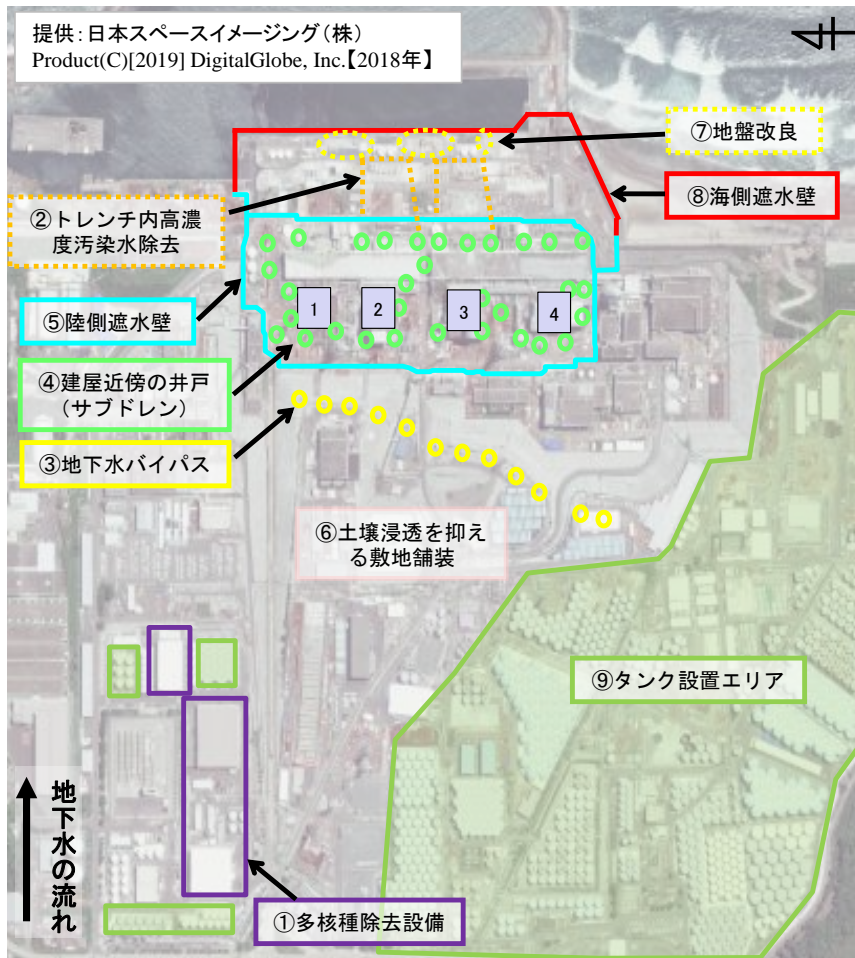 提供：日本スペースイメージング（株）
Product(C)[2019] DigitalGlobe, Inc.【2018年】
⑦地盤改良
⑧海側遮水壁
②トレンチ内高濃
度汚染水除去
⑤陸側遮水壁
1
2
3
4
④建屋近傍の井戸
（サブドレン）
③地下水バイパス
⑥土壌浸透を抑え
る敷地舗装
⑨タンク設置エリア
地下水の流れ
①多核種除去設備